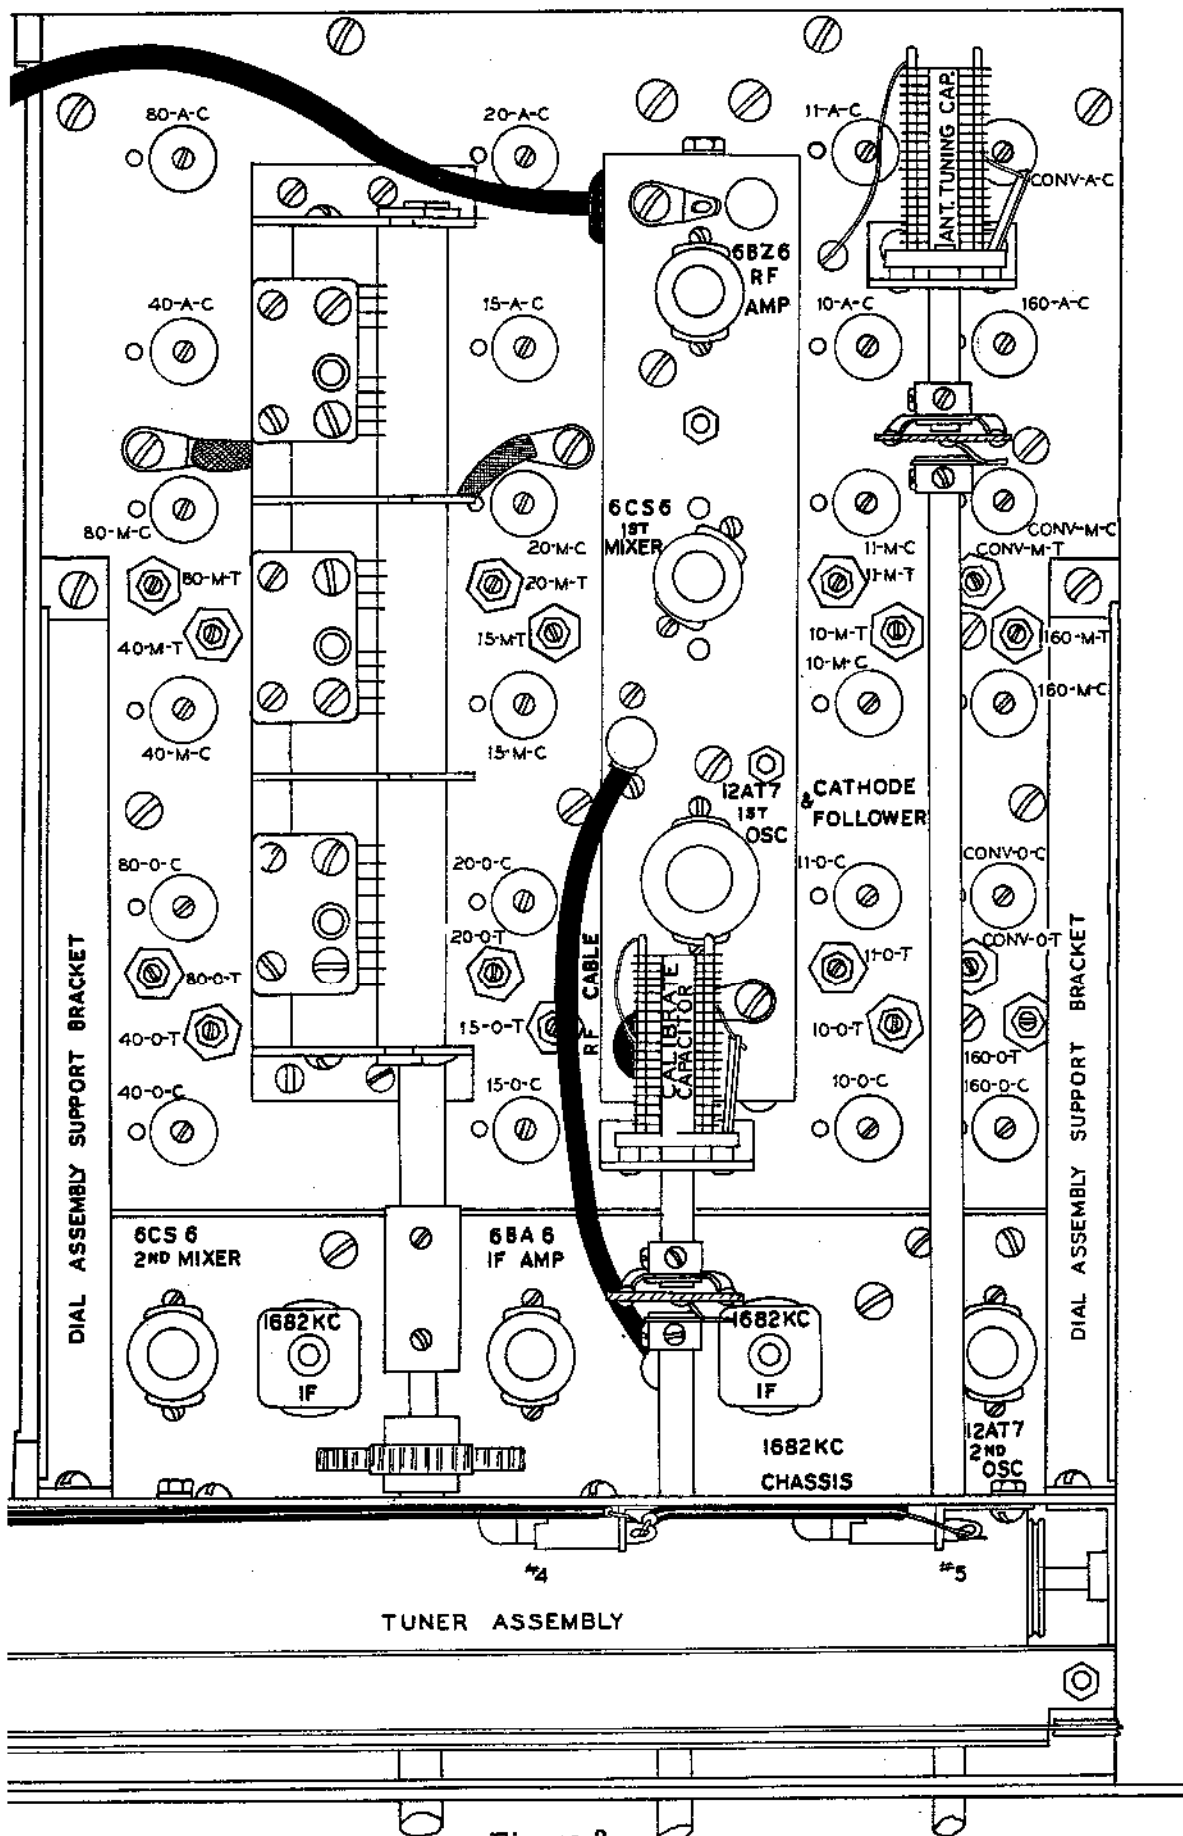 80-A-C
20-A-C
11-A-C
ANT. TUNING CAP.
CONV-A-C
6BZ6
RF
AMP
40-A-C
15-A-C
10-A-C
160-A-C
80-M-C
20-M-C
6CS6
1ST
MIXER
11-M-C
CONV-M-C
CONV-M-T
80-M-T
20-M-T
11-M-T
40-M-T
15-M-T
10-M-T
160-M-T
10-M-C
160-M-C
40-M-C
15-M-C
12AT7
1ST
OSC
& CATHODE
FOLLOWER
80-O-C
20-O-C
11-O-C
CONV-O-C
20-O-T
CONV-O-T
80-O-T
11-O-T
RF CABLE
CALIBRATE
CAPACITOR
40-O-T
15-O-T
10-O-T
160-O-T
40-O-C
15-O-C
10-O-C
160-O-C
DIAL ASSEMBLY SUPPORT BRACKET
DIAL ASSEMBLY SUPPORT BRACKET
6CS6
2ND MIXER
6BA6
IF AMP
1682KC
IF
1682KC
IF
12AT7
2ND
OSC
1682KC
CHASSIS
#4
#5
TUNER ASSEMBLY